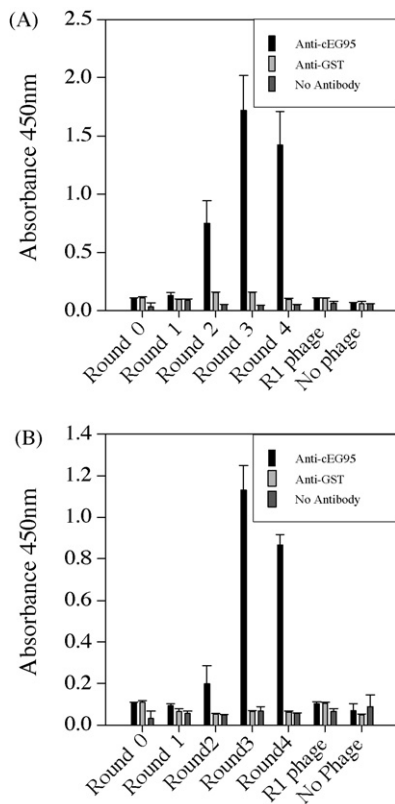 (A)
2.5
2.0
1.5
1.0
0.5
0.0
Absorbance 450nm
Anti-cEG95
Anti-GST
No Antibody
Round 0
Round 1
Round 2
Round 3
Round 4
R1 phage
No phage
(B)
1.4
1.2
1.0
0.8
0.6
0.4
0.2
0.0
Absorbance 450nm
Anti-cEG95
Anti-GST
No Antibody
Round 0
Round 1
Round2
Round3
Round4
R1 phage
No Phage